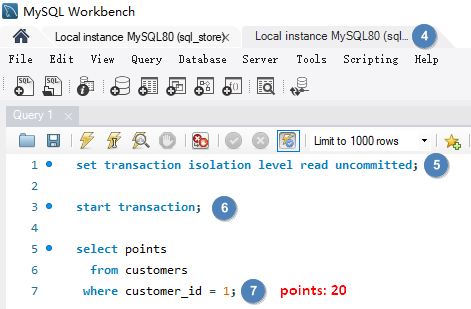 MySQL Workbench
Local instance MySQL80 (sql_store)× Local instance MySQL80 (sql... 4
File Edit View Query Database Server Tools Scripting Help
SQL SQL
Query 1 ×
Limit to 1000 rows
1 set transaction isolation level read uncommitted; 5
2
3 start transaction; 6
4
5 select points
6 from customers
7 where customer_id = 1; 7 points: 20